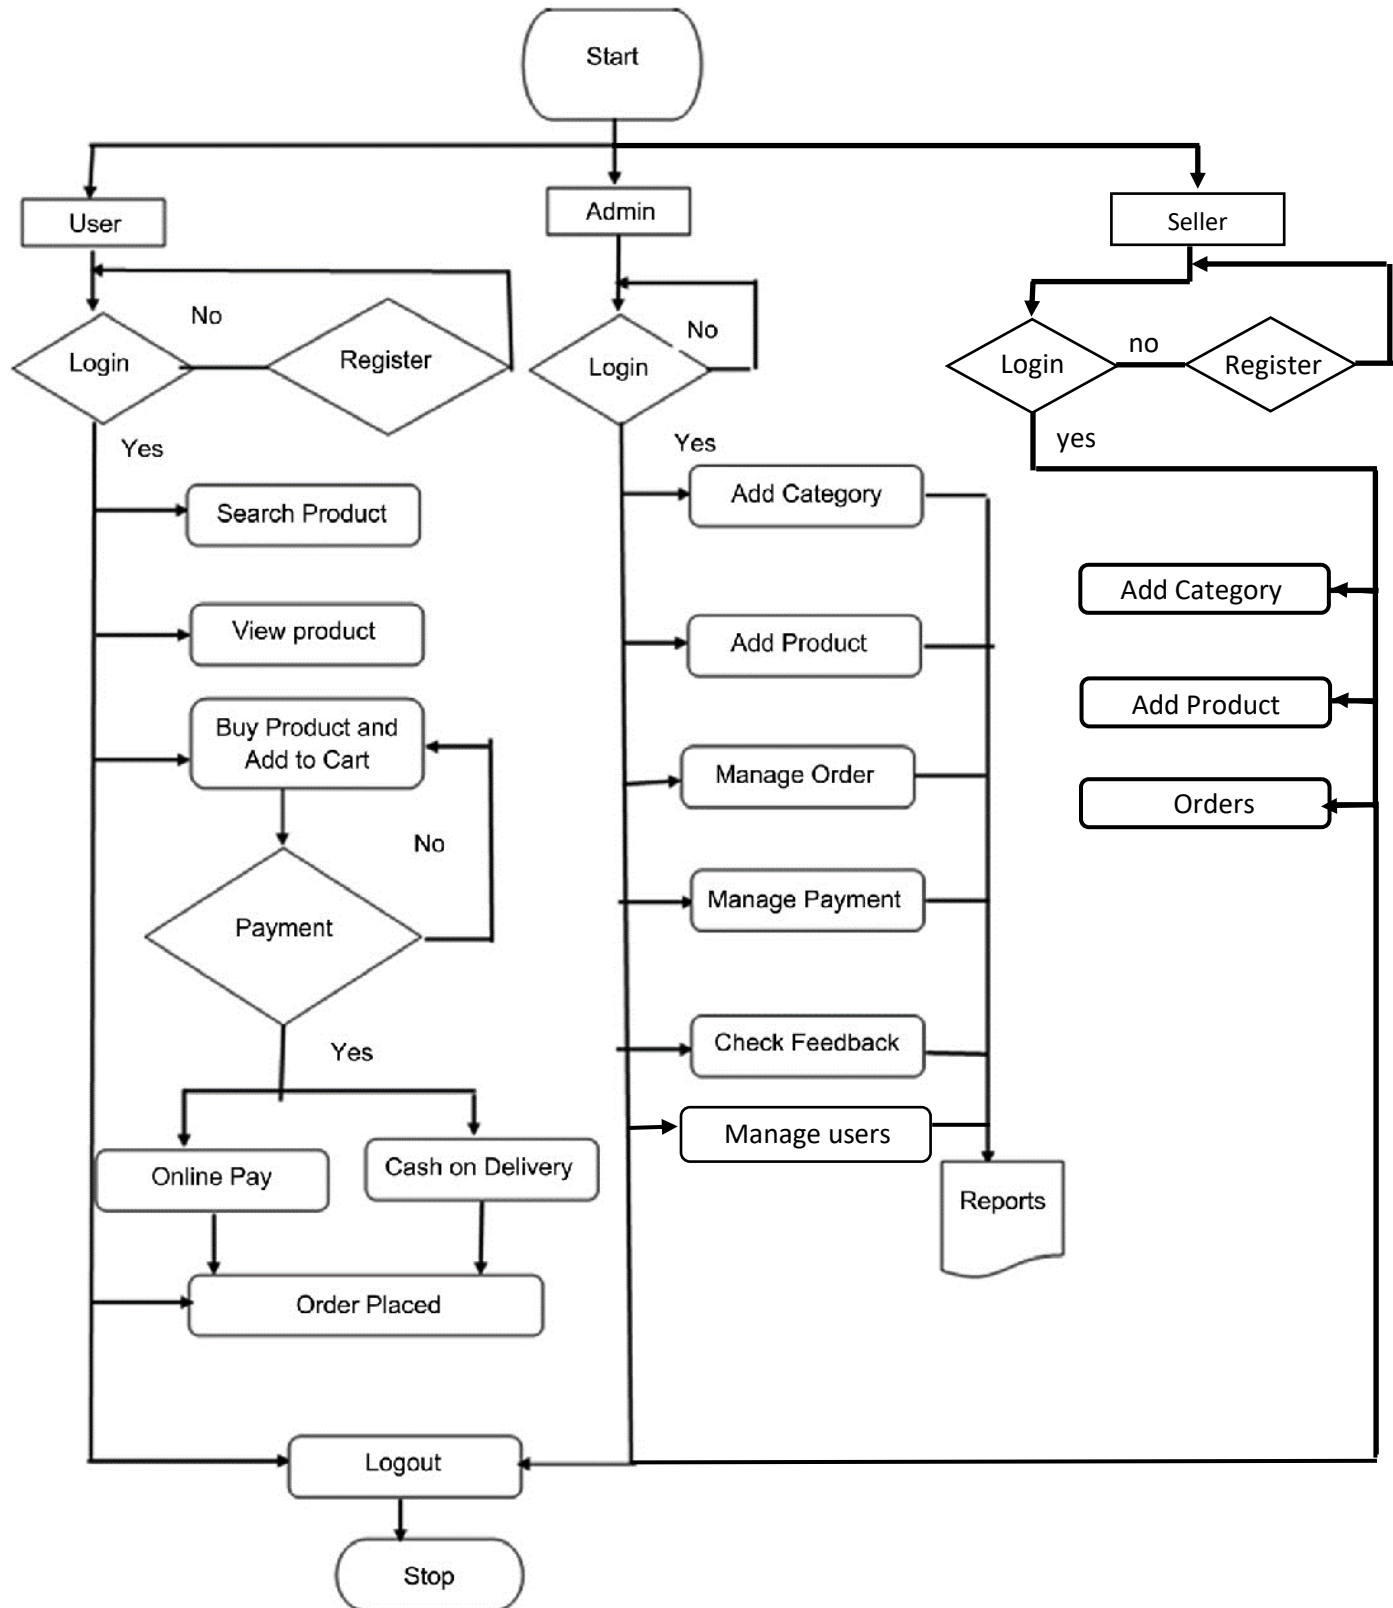 Start
User
Admin
Seller
No
Login
Register
No
Login
no
Login
Register
Yes
Yes
yes
Search Product
Add Category
Add Category
View product
Add Product
Add Product
Buy Product and
Add to Cart
Manage Order
Orders
No
Payment
Manage Payment
Yes
Check Feedback
Manage users
Online Pay
Cash on Delivery
Reports
Order Placed
Logout
Stop